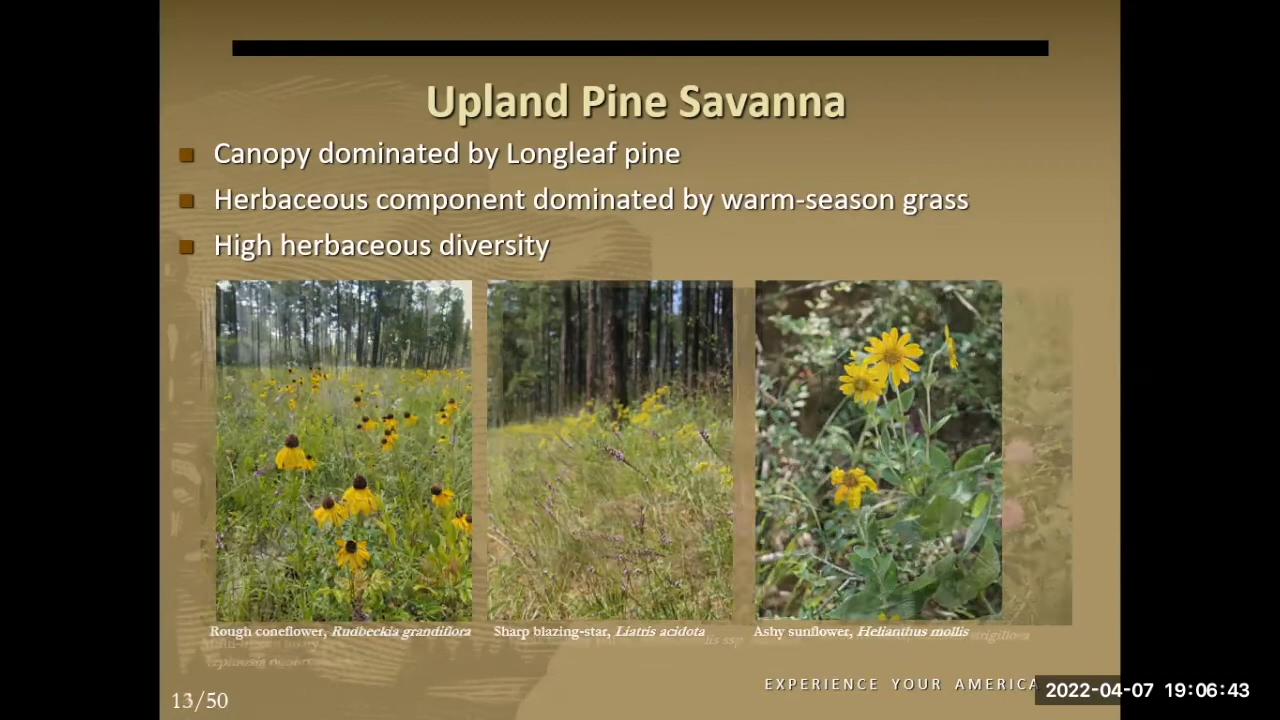 Upland Pine Savanna
Canopy dominated by Longleaf pine
Herbaceous component dominated by warm-season grass
High herbaceous diversity
Rough coneflower, Rudbeckia grandiflora
Sharp blazing-star, Liatris acidota
Ashy sunflower, Helianthus mollis
EXPERIENCE YOUR AMERICA
2022-04-07 19:06:43
13/50